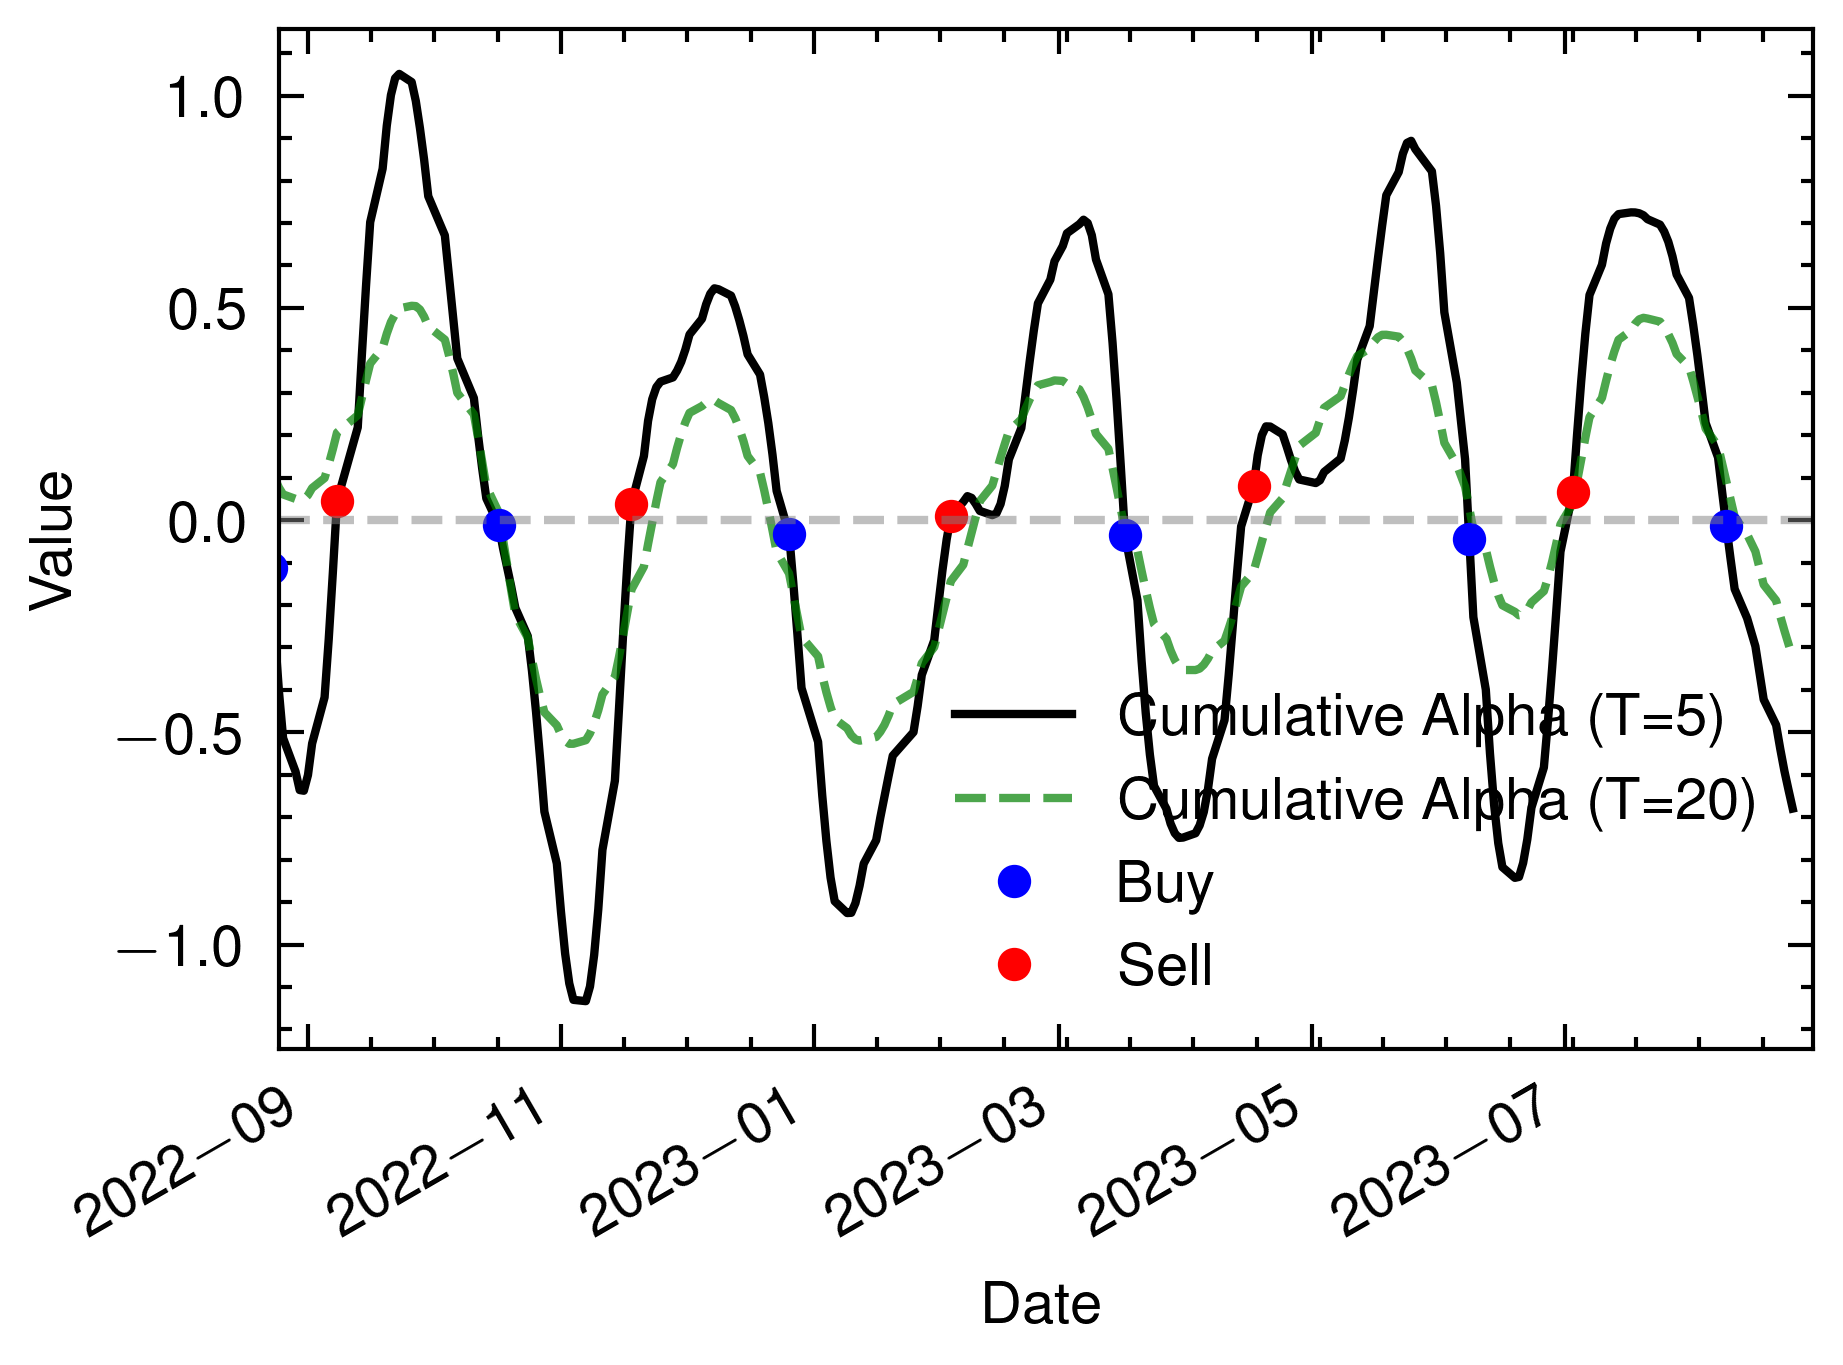 1.0
0.5
0.0
−0.5
−1.0
Value
Cumulative Alpha (T=5)
Cumulative Alpha (T=20)
Buy
Sell
2022−09
2022−11
2023−01
2023−03
2023−05
2023−07
Date